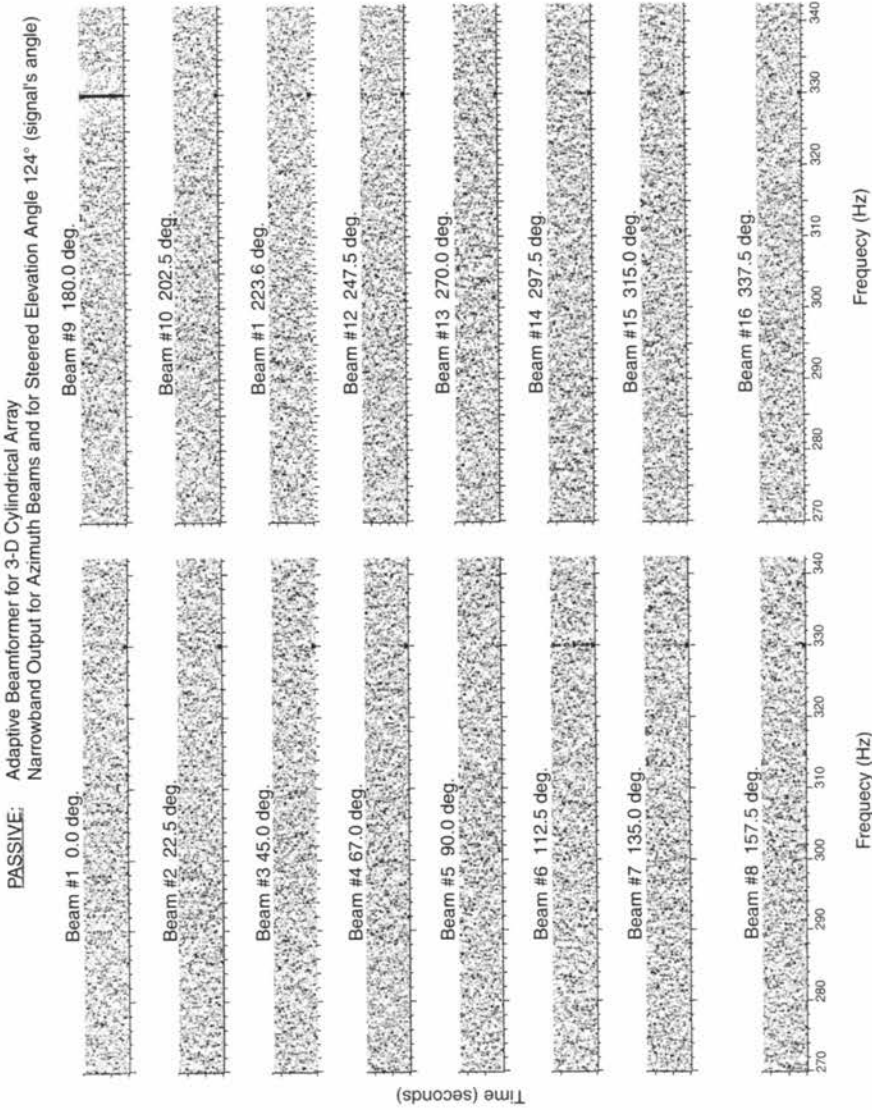 PASSIVE: Adaptive Beamformer for 3-D Cylindrical Array
Narrowband Output for Azimuth Beams and for Steered Elevation Angle 124° (signal's angle)
Beam #1 0.0 deg.
Beam #2 22.5 deg.
Beam #3 45.0 deg.
Beam #4 67.0 deg.
Beam #5 90.0 deg.
Beam #6 112.5 deg.
Beam #7 135.0 deg.
Beam #8 157.5 deg.
270 280 290 300 310 320 330 340
Frequecy (Hz)
Beam #9 180.0 deg.
Beam #10 202.5 deg.
Beam #1 223.6 deg.
Beam #12 247.5 deg.
Beam #13 270.0 deg.
Beam #14 297.5 deg.
Beam #15 315.0 deg.
Beam #16 337.5 deg.
270 280 290 300 310 320 330 340
Frequecy (Hz)
Time (seconds)